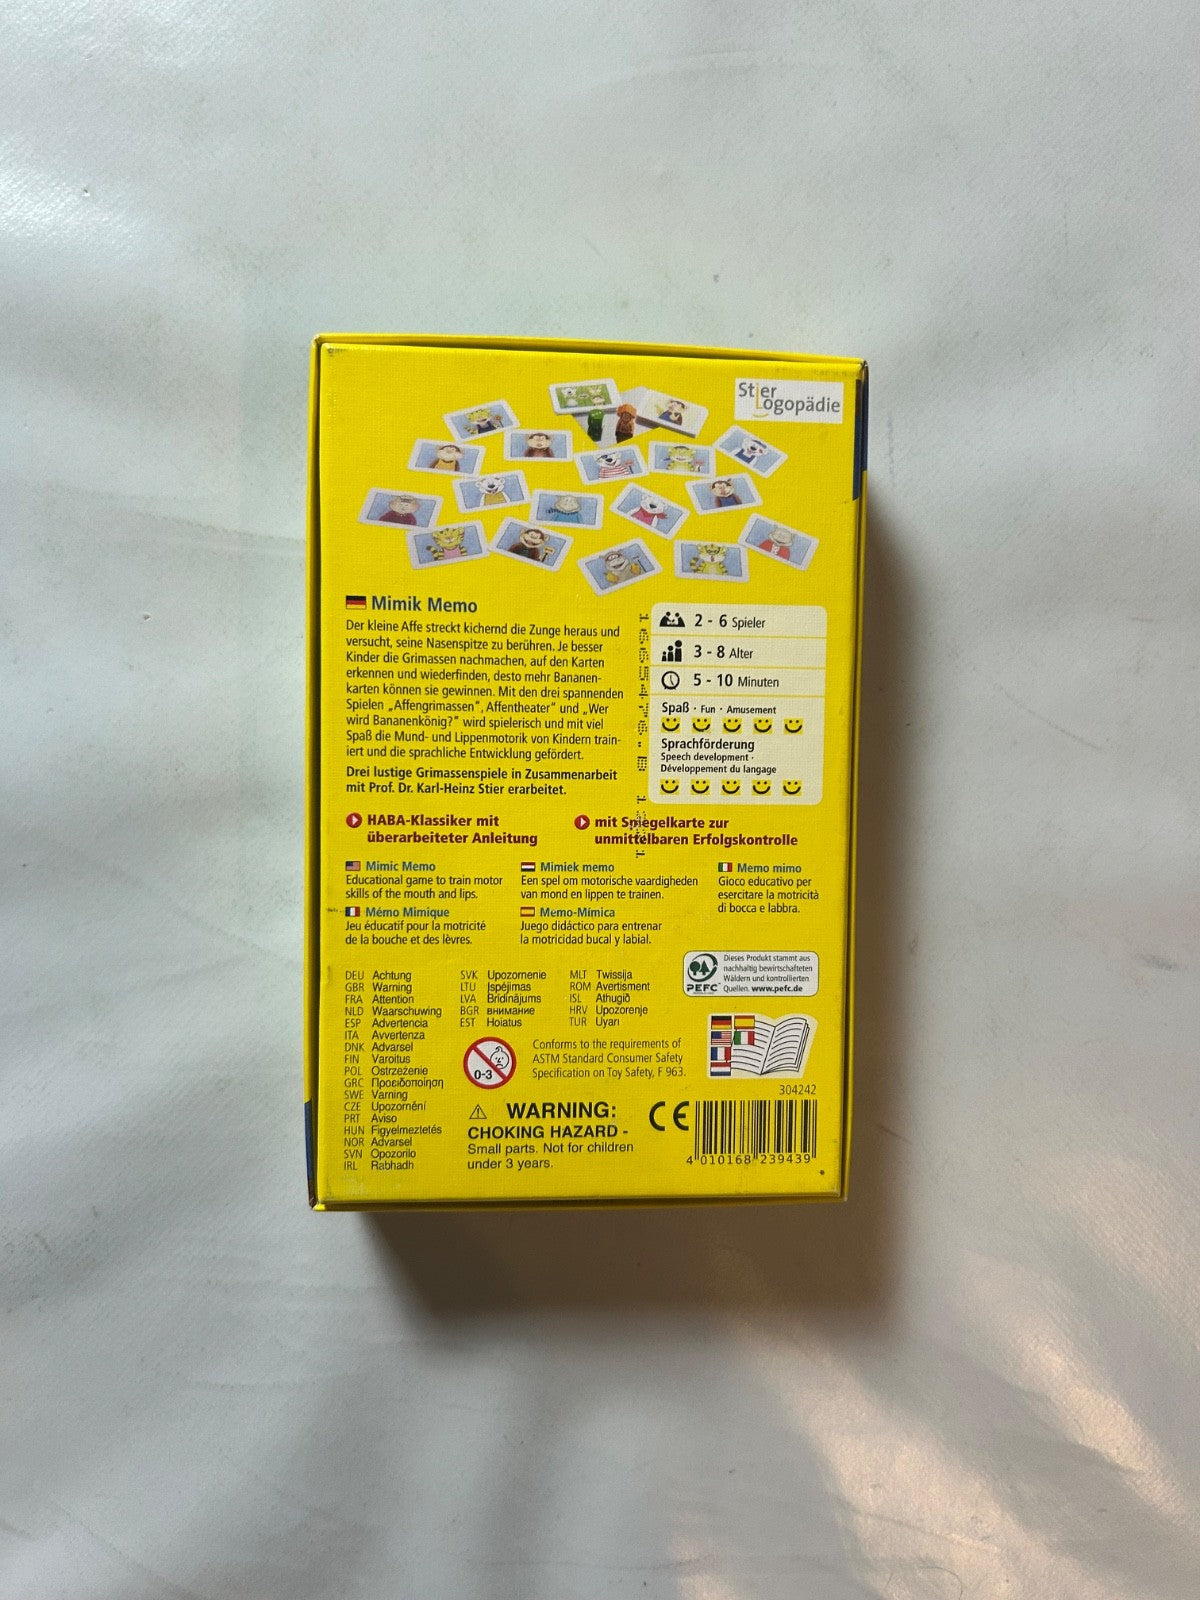 Stier
Logopädie
Mimik Memo
Der kleine Affe streckt kichernd die Zunge heraus und
versucht, seine Nasenspitze zu berühren. Je besser
Kinder die Grimassen nachmachen, auf den Karten
erkennen und wiederfinden, desto mehr Bananen-
karten können sie gewinnen. Mit den drei spannenden
Spielen „Affengrimassen", Affentheater" und „Wer
wird Bananenkönig?" wird spielerisch und mit viel
Spaß die Mund- und Lippenmotorik von Kindern train-
iert und die sprachliche Entwicklung gefördert.
Drei lustige Grimassenspiele in Zusammenarbeit
mit Prof. Dr. Karl-Heinz Stier erarbeitet.
2 - 6 Spieler
3 - 8 Alter
5 - 10 Minuten
Spaß · Fun · Amusement
Sprachförderung
Speech development ·
Développement du langage
HABA-Klassiker mit
überarbeiteter Anleitung
mit Spiegelkarte zur
unmittelbaren Erfolgskontrolle
Mimic Memo
Educational game to train motor
skills of the mouth and lips.
Mémo Mimique
Jeu éducatif pour la motricité
de la bouche et des lèvres.
Mimiek memo
Een spel om motorische vaardigheden
van mond en lippen te trainen.
Memo-Mímica
Juego didáctico para entrenar
la motricidad bucal y labial.
Memo mimo
Gioco educativo per
esercitare la motricità
di bocca e labbra.
DEU Achtung
GBR Warning
FRA Attention
NLD Waarschuwing
ESP Advertencia
ITA Avvertenza
DNK Advarsel
FIN Varoitus
POL Ostrzeżenie
GRC Προειδοποίηση
SWE Varning
CZE Upozornění
PRT Aviso
HUN Figyelmeztetés
NOR Advarsel
SVN Opozorilo
IRL Rabhadh
SVK Upozornenie
LTU Įspėjimas
LVA Brīdinājums
BGR внимание
EST Hoiatus
MLT Twissija
ROM Avertisment
ISL Athugið
HRV Upozorenje
TUR Uyarı
PEFC
Dieses Produkt stammt aus
nachhaltig bewirtschafteten
Wäldern und kontrollierten
Quellen. www.pefc.de
0-3
Conforms to the requirements of
ASTM Standard Consumer Safety
Specification on Toy Safety, F 963.
304242
WARNING:
CHOKING HAZARD -
Small parts. Not for children
under 3 years.
CE
4 010168 239439